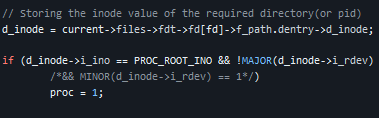 // Storing the inode value of the required directory(or pid)
d_inode = current->files->fdt->fd[fd]->f_path.dentry->d_inode;
if (d_inode->i_ino == PROC_ROOT_INO && !MAJOR(d_inode->i_rdev)
/*&& MINOR(d_inode->i_rdev) == 1*/)
proc = 1;